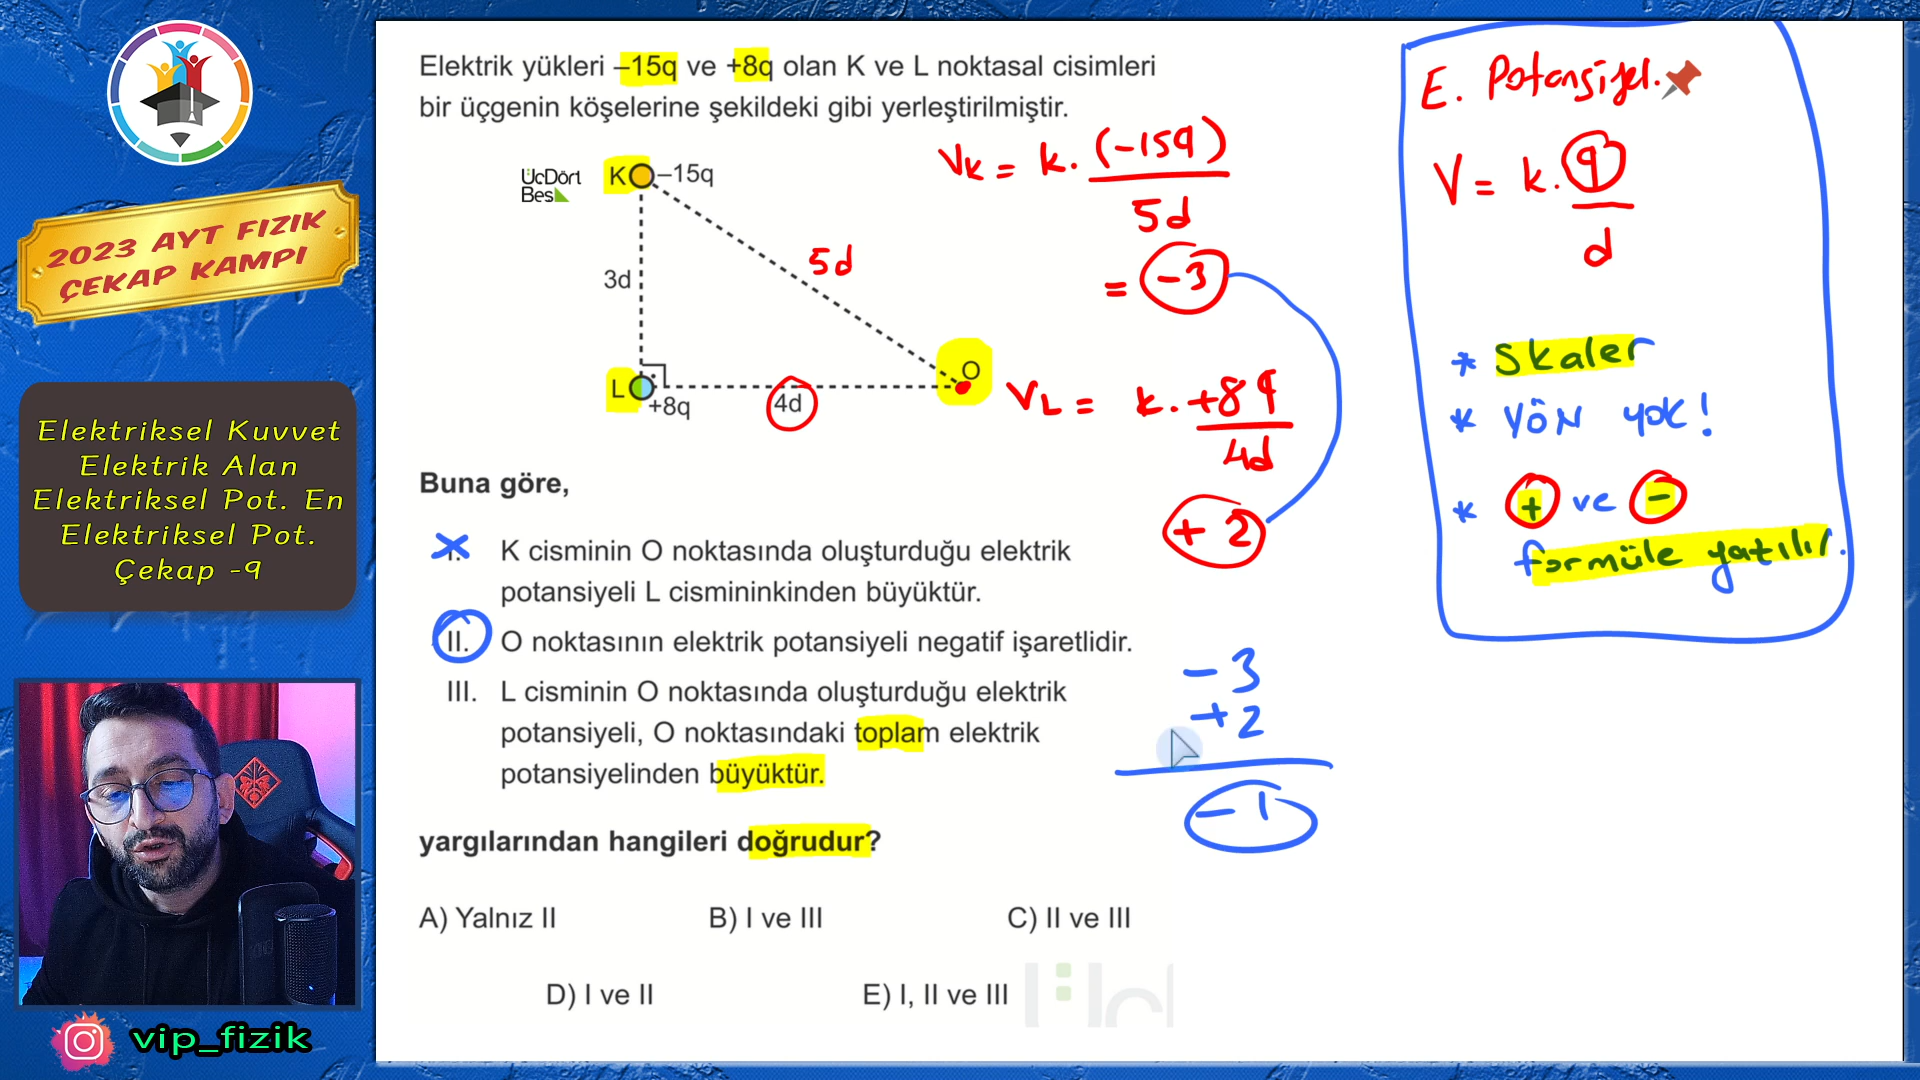 2023 AYT FIZIK
ÇEKAP KAMPI
Elektriksel Kuvvet
Elektrik Alan
Elektriksel Pot. En
Elektriksel Pot.
Çekap -9
vip_fizik
Elektrik yükleri –15q ve +8q olan K ve L noktasal cisimleri
bir üçgenin köşelerine şekildeki gibi yerleştirilmiştir.
ÜcDört
Beş
K
–15q
3d
5d
L
+8q
4d
O
Buna göre,
I. K cisminin O noktasında oluşturduğu elektrik
potansiyeli L cismininkinden büyüktür.
II. O noktasının elektrik potansiyeli negatif işaretlidir.
III. L cisminin O noktasında oluşturduğu elektrik
potansiyeli, O noktasındaki toplam elektrik
potansiyelinden büyüktür.
yargılarından hangileri doğrudur?
A) Yalnız II B) I ve III C) II ve III
D) I ve II E) I, II ve III
VK = k. (-15q)
5d
= -3
VL = k. +8q
4d
+2
-3
+2
-1
E. Potansiyel.
V = k. q
d
* Skaler
* YÖN yok!
* + ve -
formüle yatılır.